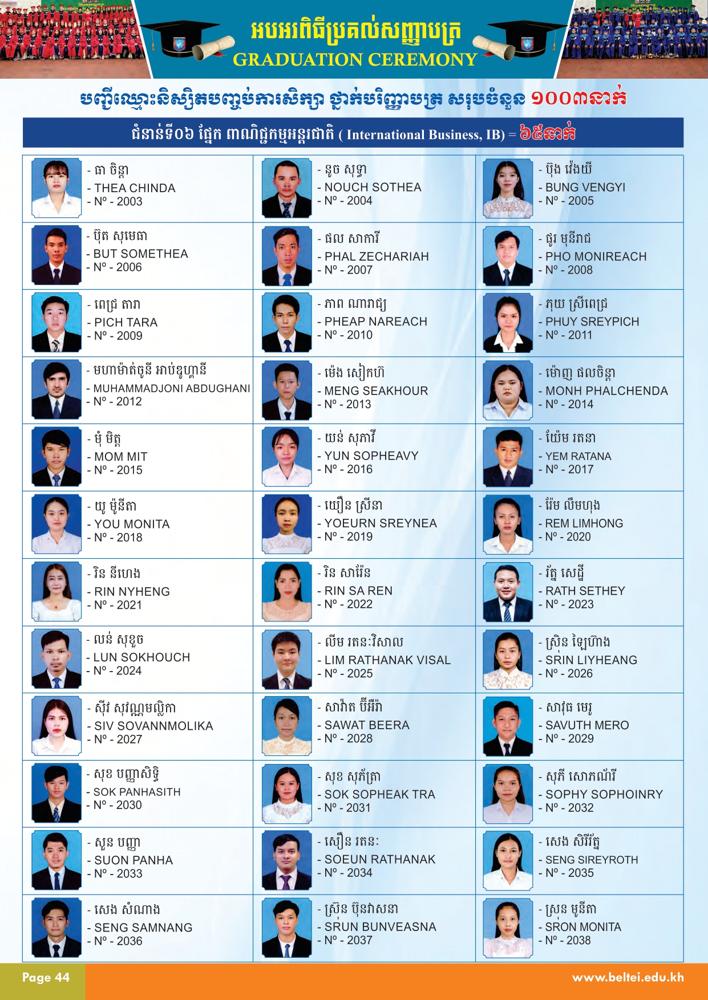 អបអរពិធីប្រគល់សញ្ញាបត្រ
GRADUATION CEREMONY
បញ្ជីឈ្មោះនិស្សិតបញ្ចប់ការសិក្សា ថ្នាក់បរិញ្ញាបត្រ សរុបចំនួន ១០០៣នាក់
ជំនាន់ទី០៦ ផ្នែក ពាណិជ្ជកម្មអន្តរជាតិ ( International Business, IB) = ៦៥នាក់
- ធា ចិន្តា
- THEA CHINDA
- Nº - 2003
- នូច សុទ្ធា
- NOUCH SOTHEA
- Nº - 2004
- ប៊ុង វេងយី
- BUNG VENGYI
- Nº - 2005
- ប៊ុត សុមេធា
- BUT SOMETHEA
- Nº - 2006
- ផល សាការី
- PHAL ZECHARIAH
- Nº - 2007
- ផូរ មុនីរាជ
- PHO MONIREACH
- Nº - 2008
- ពេជ្រ តារា
- PICH TARA
- Nº - 2009
- ភាព ណារាជ្យ
- PHEAP NAREACH
- Nº - 2010
- ភុយ ស្រីពេជ្រ
- PHUY SREYPICH
- Nº - 2011
- មហាម៉ាត់ចូនី អាប់ឌូហ្គានី
- MUHAMMADJONI ABDUGHANI
- Nº - 2012
- ម៉េង សៀកហ៊
- MENG SEAKHOUR
- Nº - 2013
- ម៉ោញ ផលចិន្តា
- MONH PHALCHENDA
- Nº - 2014
- មុំ មិត្ត
- MOM MIT
- Nº - 2015
- យន់ សុភាវី
- YUN SOPHEAVY
- Nº - 2016
- យ៉ែម រតនា
- YEM RATANA
- Nº - 2017
- យូ ម៉ូនីតា
- YOU MONITA
- Nº - 2018
- យឿន ស្រីនា
- YOEURN SREYNEA
- Nº - 2019
- រ៉ែម លឹមហុង
- REM LIMHONG
- Nº - 2020
- រិន នីហេង
- RIN NYHENG
- Nº - 2021
- រិន សារ៉ែន
- RIN SA REN
- Nº - 2022
- រ័ត្ន សេដ្ឋី
- RATH SETHEY
- Nº - 2023
- លន់ សុខូច
- LUN SOKHOUCH
- Nº - 2024
- លីម រតនៈវិសាល
- LIM RATHANAK VISAL
- Nº - 2025
- ស្រិន ឡៃហ៊ាង
- SRIN LIYHEANG
- Nº - 2026
- ស៊ីវ សុវណ្ណមល្លិកា
- SIV SOVANNMOLIKA
- Nº - 2027
- សាវ៉ាត ប៊ីអ៊ីរ៉ា
- SAWAT BEERA
- Nº - 2028
- សាវុធ មេរូ
- SAVUTH MERO
- Nº - 2029
- សុខ បញ្ញាសិទ្ធិ
- SOK PANHASITH
- Nº - 2030
- សុខ សុភ័ត្រា
- SOK SOPHEAK TRA
- Nº - 2031
- សុភី សោភណ័រី
- SOPHY SOPHOINRY
- Nº - 2032
- សួន បញ្ញា
- SUON PANHA
- Nº - 2033
- សឿន រតនៈ
- SOEUN RATHANAK
- Nº - 2034
- សេង សិរីរ័ត្ន
- SENG SIREYROTH
- Nº - 2035
- សេង សំណាង
- SENG SAMNANG
- Nº - 2036
- ស្រ៊ន ប៊ុនវាសនា
- SRUN BUNVEASNA
- Nº - 2037
- ស្រុន មូនីតា
- SRON MONITA
- Nº - 2038
Page 44
www.beltei.edu.kh